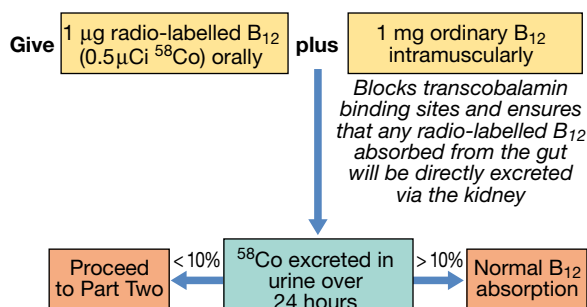 Give
1 μg radio-labelled B₁₂
(0.5μCi ⁵⁸Co) orally
plus
1 mg ordinary B₁₂
intramuscularly
Blocks transcobalamin
binding sites and ensures
that any radio-labelled B₁₂
absorbed from the gut
will be directly excreted
via the kidney
Proceed
to Part Two
< 10%
⁵⁸Co excreted in
urine over
24 hours
> 10%
Normal B₁₂
absorption